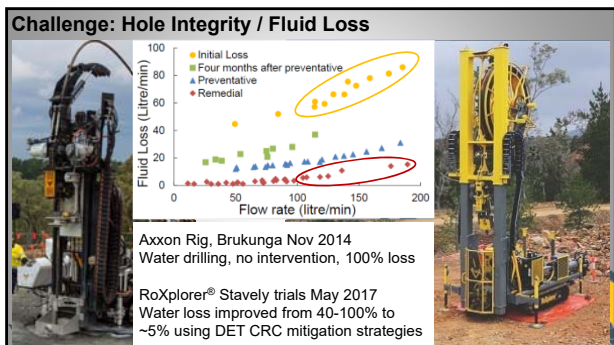 Challenge: Hole Integrity / Fluid Loss
Fluid Loss (Litre/min)
100
80
60
40
20
0
Initial Loss
Four months after preventative
Preventative
Remedial
0
50
100
150
200
Flow rate (litre/min)
Axxon Rig, Brukunga Nov 2014
Water drilling, no intervention, 100% loss
RoXplorer® Stavely trials May 2017
Water loss improved from 40-100% to
~5% using DET CRC mitigation strategies